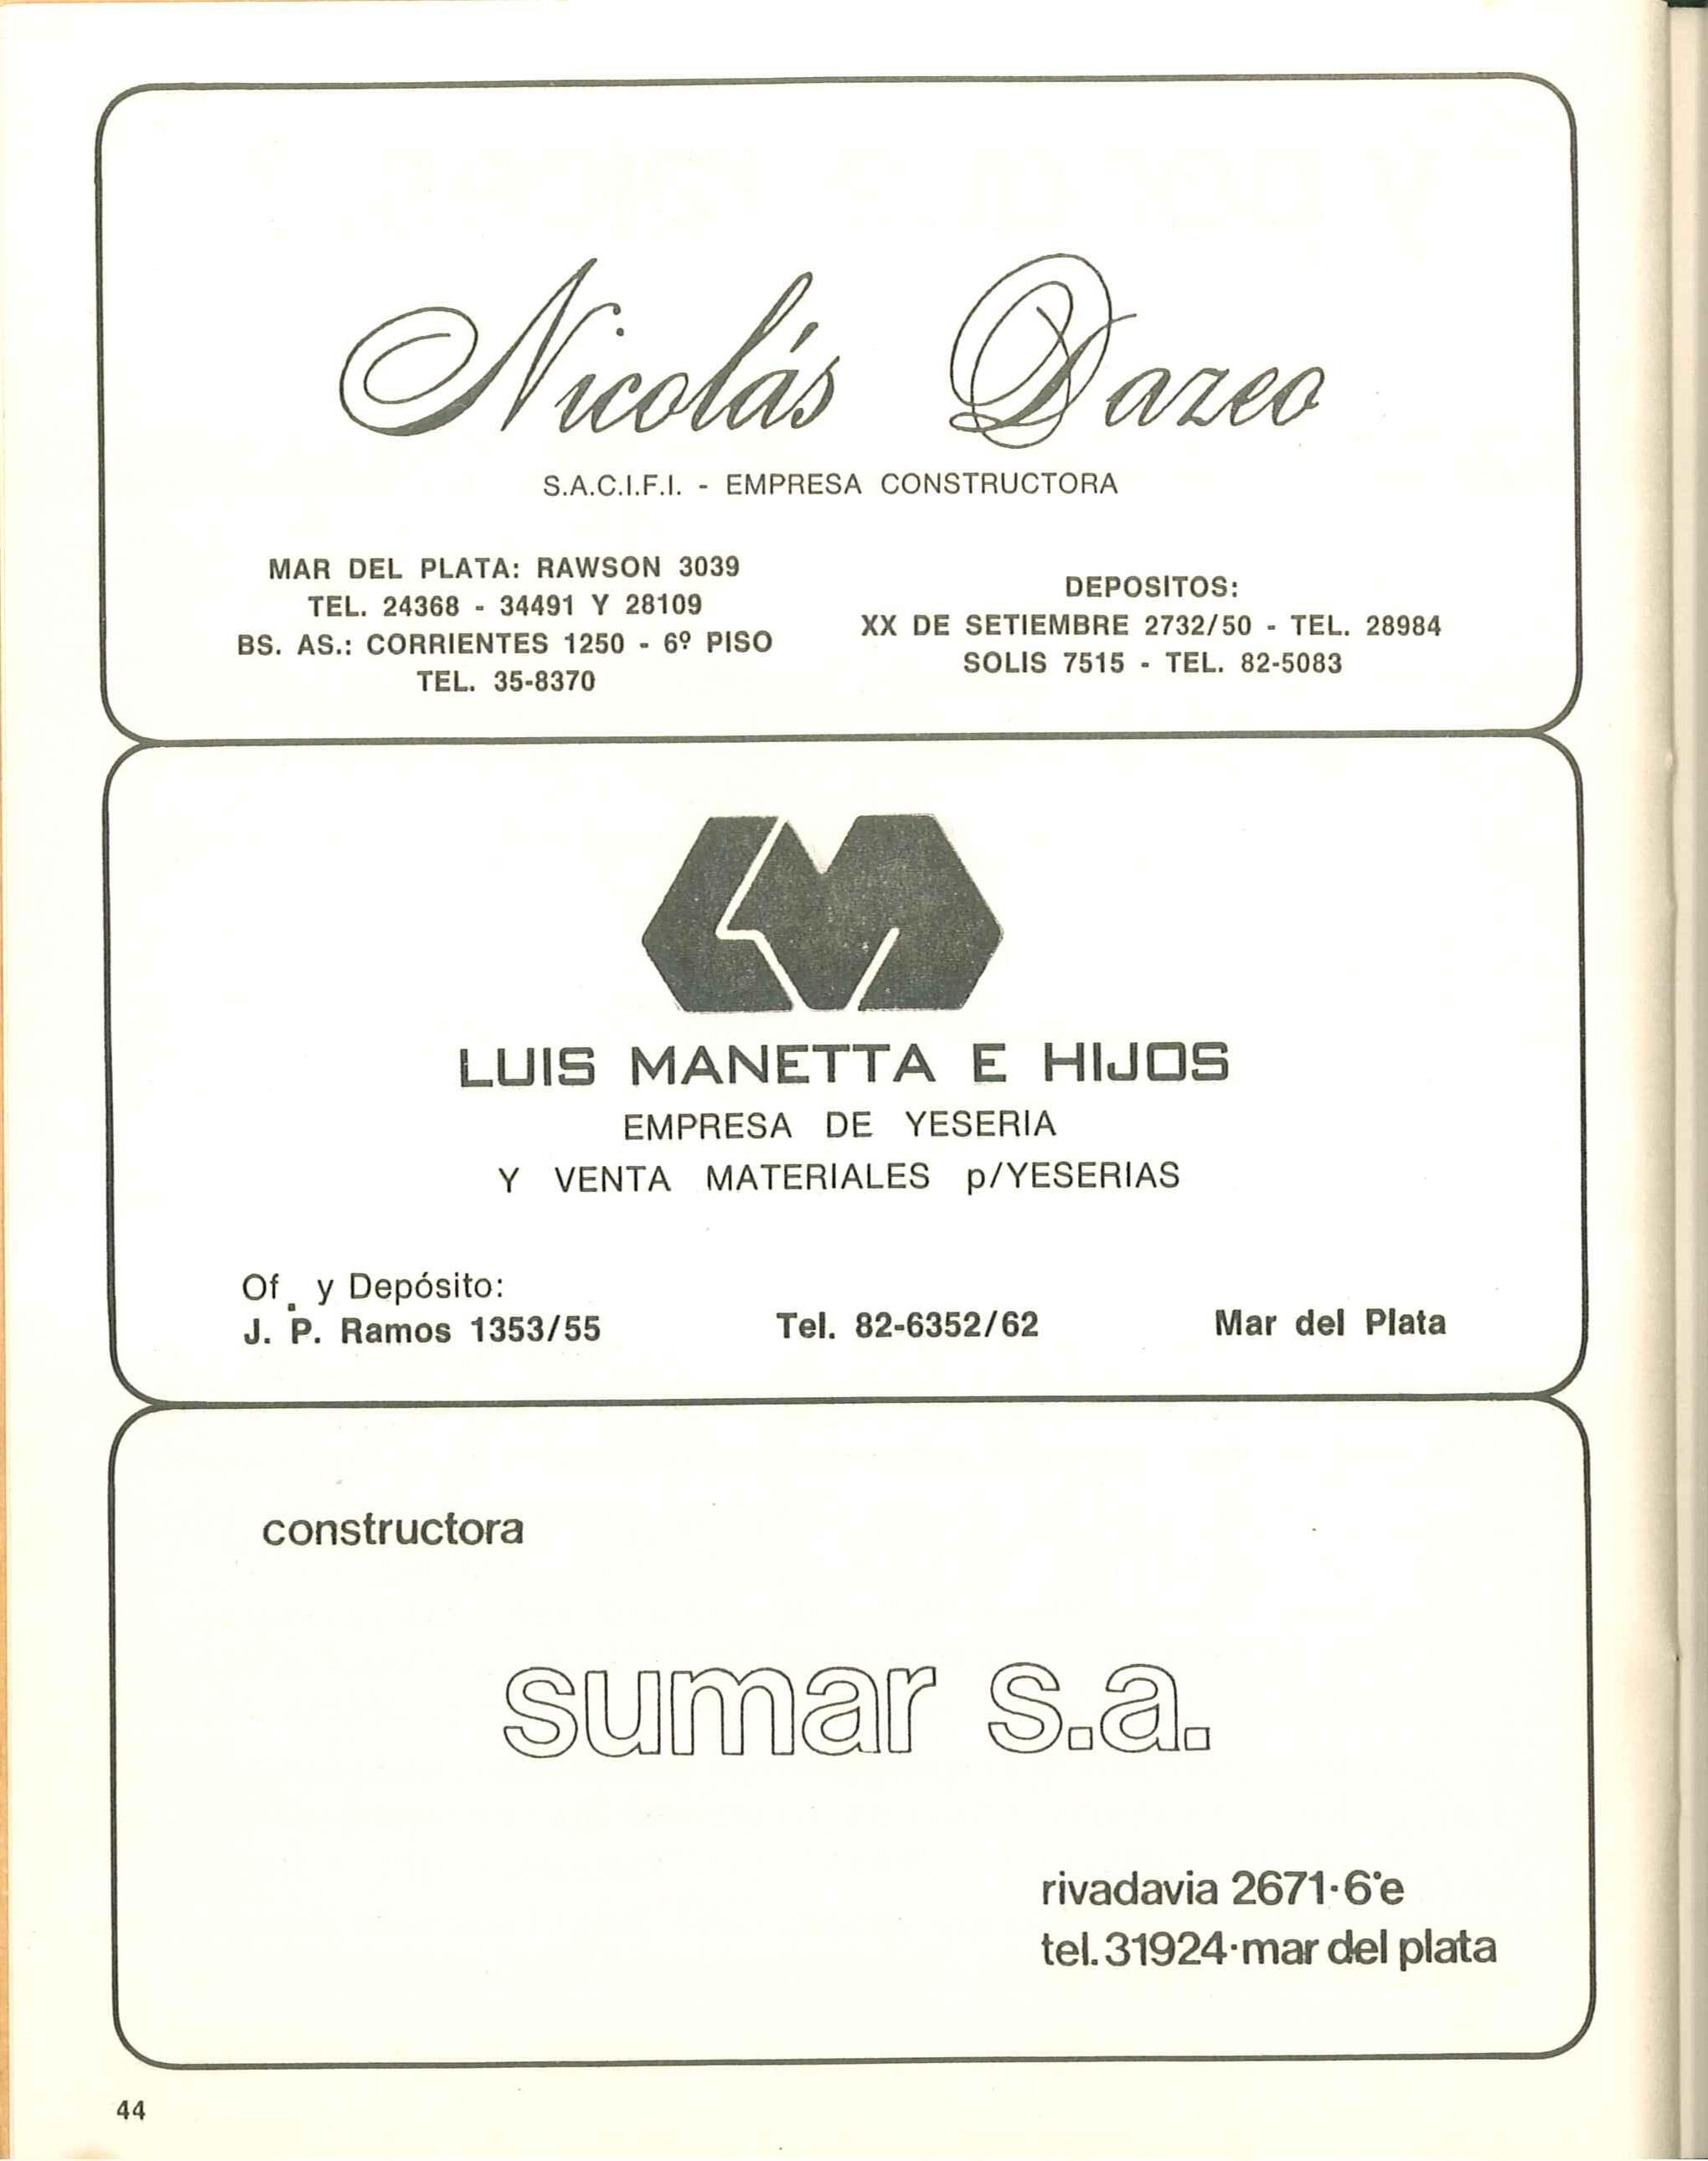 Nicolás Dazeo
S.A.C.I.F.I. - EMPRESA CONSTRUCTORA
MAR DEL PLATA: RAWSON 3039
TEL. 24368 - 34491 Y 28109
BS. AS.: CORRIENTES 1250 - 6º PISO
TEL. 35-8370
DEPOSITOS:
XX DE SETIEMBRE 2732/50 - TEL. 28984
SOLIS 7515 - TEL. 82-5083
LM
LUIS MANETTA E HIJOS
EMPRESA DE YESERIA
Y VENTA MATERIALES p/YESERIAS
Of. y Depósito:
J. P. Ramos 1353/55 Tel. 82-6352/62 Mar del Plata
constructora
sumar s.a.
rivadavia 2671·6°e
tel.31924·mar del plata
44